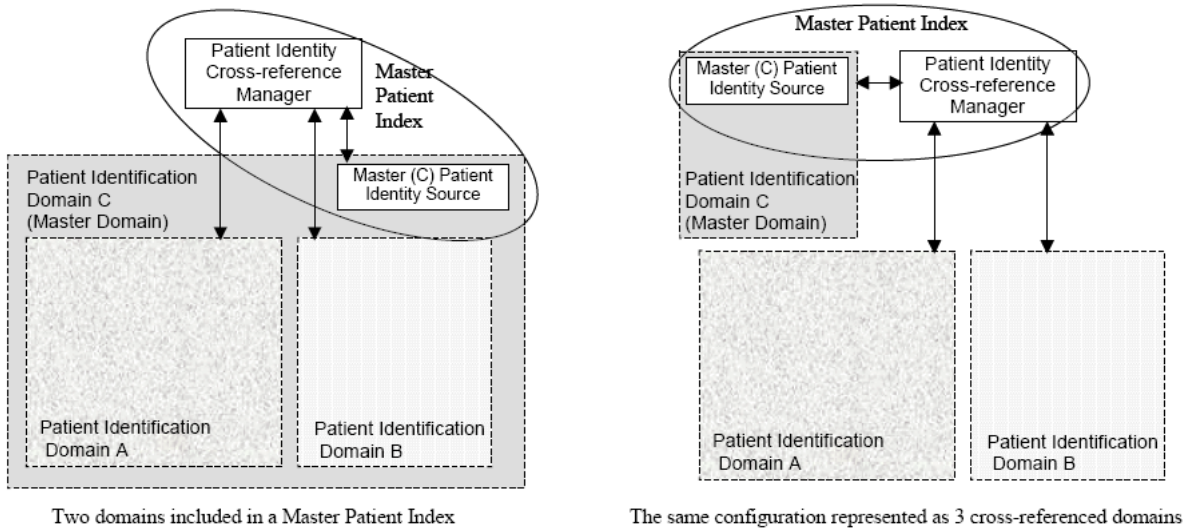 Patient Identity
Cross-reference
Manager
Master
Patient
Index
Patient Identification
Domain C
(Master Domain)
Master (C) Patient
Identity Source
Patient Identification
Domain A
Patient Identification
Domain B
Two domains included in a Master Patient Index
Master Patient Index
Master (C) Patient
Identity Source
Patient Identity
Cross-reference
Manager
Patient Identification
Domain C
(Master Domain)
Patient Identification
Domain A
Patient Identification
Domain B
The same configuration represented as 3 cross-referenced domains